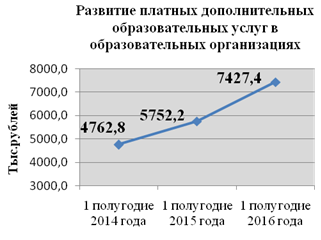 Развитие платных дополнительных
образовательных услуг в
образовательных организациях
Тыс.рублей
8000,0
7000,0
6000,0
5000,0
4000,0
3000,0
4762,8
5752,2
7427,4
1 полугодие
2014 года
1 полугодие
2015 года
1 полугодие
2016 года